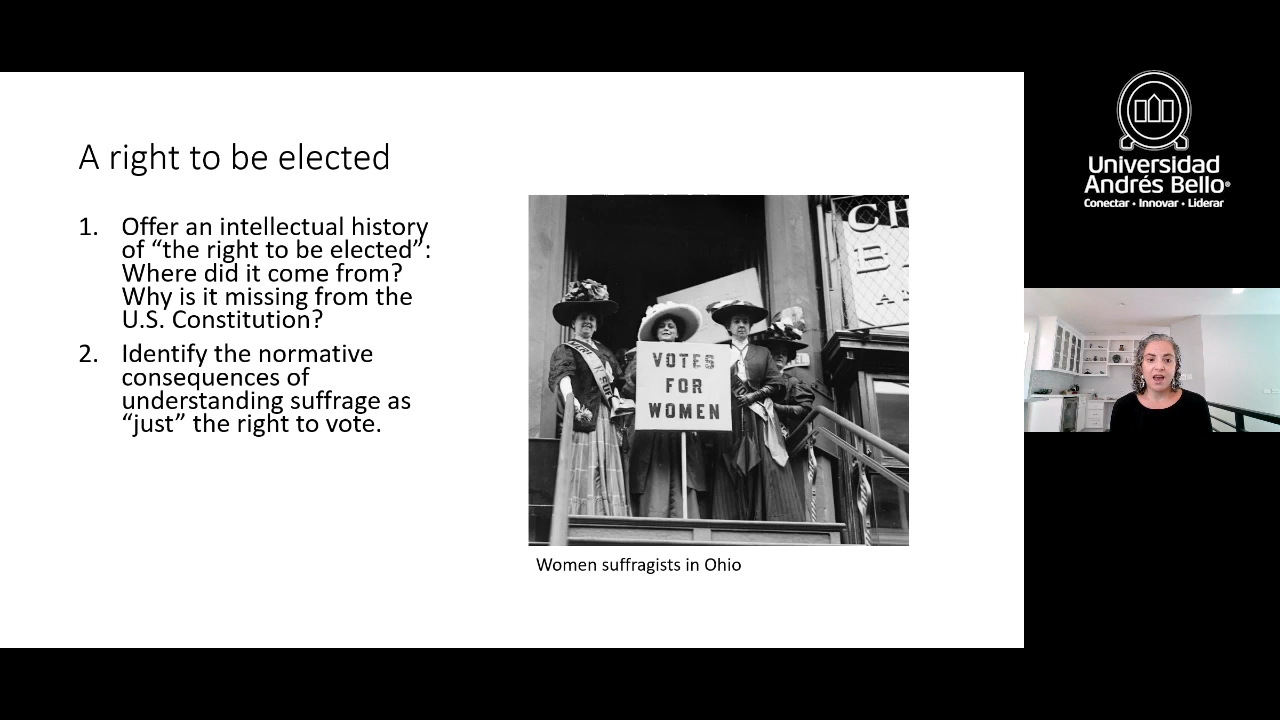 A right to be elected
1. Offer an intellectual history
of “the right to be elected”:
Where did it come from?
Why is it missing from the
U.S. Constitution?
2. Identify the normative
consequences of
understanding suffrage as
“just” the right to vote.
VOTES
FOR
WOMEN
Women suffragists in Ohio
Universidad
Andrés Bello®
Conectar • Innovar • Liderar